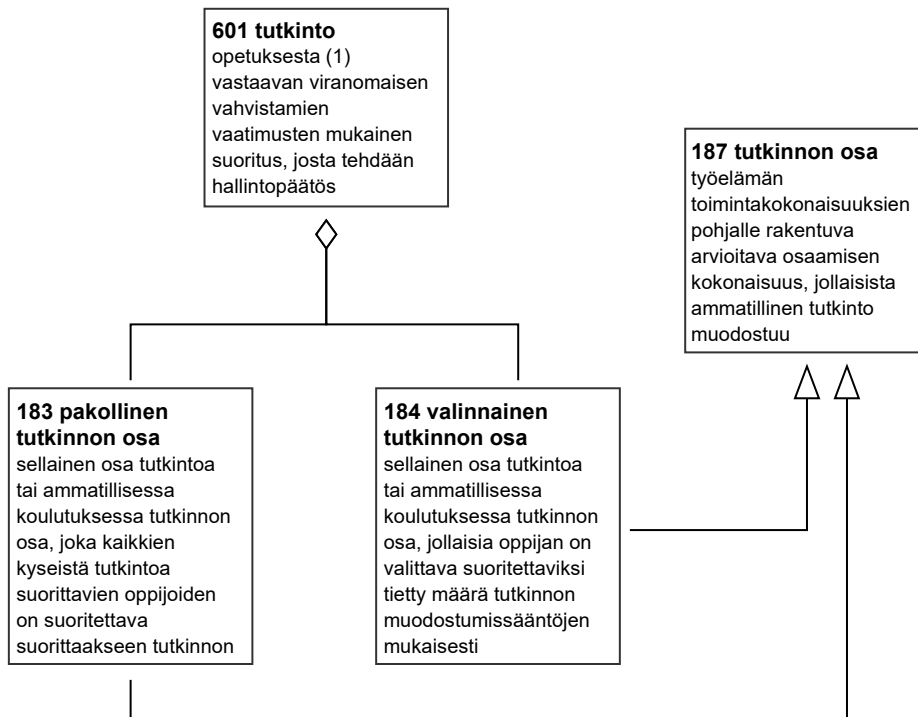 601 tutkinto
opetuksesta (1)
vastaavan viranomaisen
vahvistamien
vaatimusten mukainen
suoritus, josta tehdään
hallintopäätös
187 tutkinnon osa
työelämän
toimintakokonaisuuksien
pohjalle rakentuva
arvioitava osaamisen
kokonaisuus, jollaisista
ammatillinen tutkinto
muodostuu
183 pakollinen
tutkinnon osa
sellainen osa tutkintoa
tai ammatillisessa
koulutuksessa tutkinnon
osa, joka kaikkien
kyseistä tutkintoa
suorittavien oppijoiden
on suoritettava
suorittaakseen tutkinnon
184 valinnainen
tutkinnon osa
sellainen osa tutkintoa
tai ammatillisessa
koulutuksessa tutkinnon
osa, jollaisia oppijan on
valittava suoritettaviksi
tietty määrä tutkinnon
muodostumissääntöjen
mukaisesti